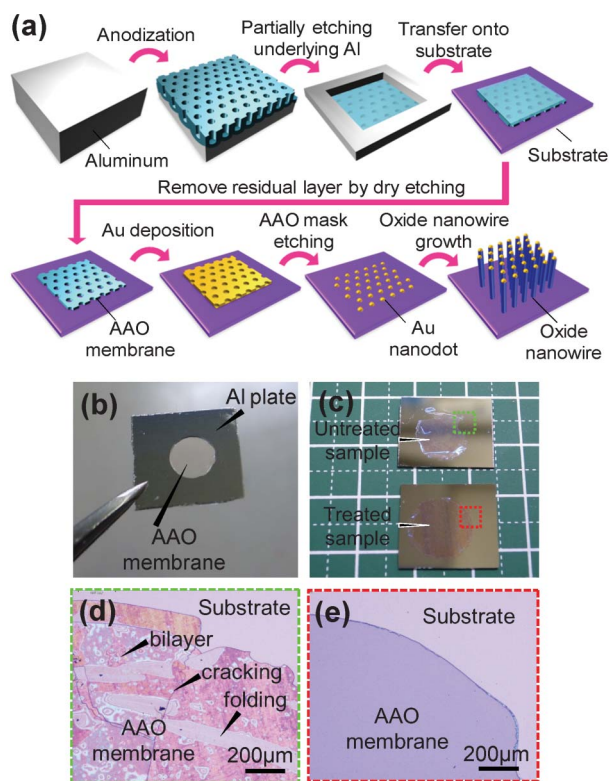 (a)
Anodization
Partially etching
underlying Al
Transfer onto
substrate
Aluminum
Substrate
Remove residual layer by dry etching
Au deposition
AAO mask
etching
Oxide nanowire
growth
AAO
membrane
Au
nanodot
Oxide
nanowire
(b)
Al plate
AAO
membrane
(c)
Untreated
sample
Treated
sample
(d)
Substrate
bilayer
cracking
folding
AAO
membrane
200μm
(e)
Substrate
AAO
membrane
200μm